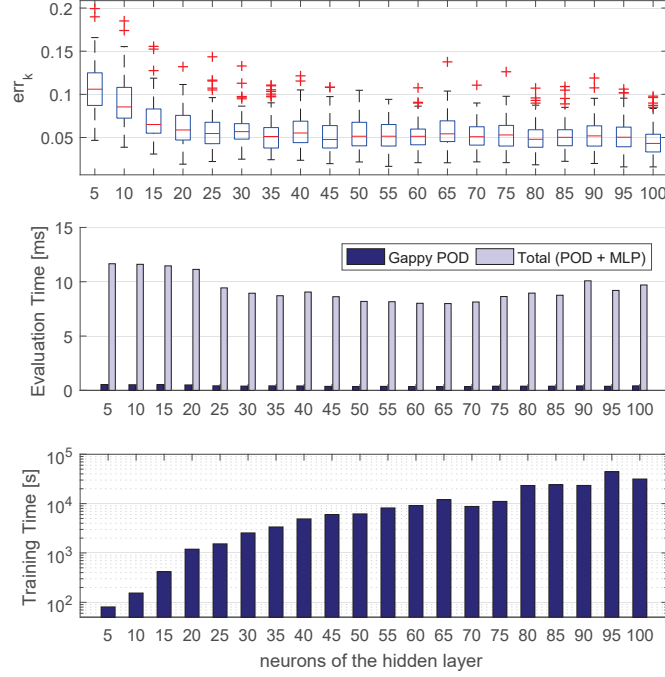 0.2
0.15
0.1
0.05
err_k
5 10 15 20 25 30 35 40 45 50 55 60 65 70 75 80 85 90 95 100
15
10
5
0
Evaluation Time [ms]
Gappy POD Total (POD + MLP)
5 10 15 20 25 30 35 40 45 50 55 60 65 70 75 80 85 90 95 100
10^5
10^4
10^3
10^2
Training Time [s]
5 10 15 20 25 30 35 40 45 50 55 60 65 70 75 80 85 90 95 100
neurons of the hidden layer